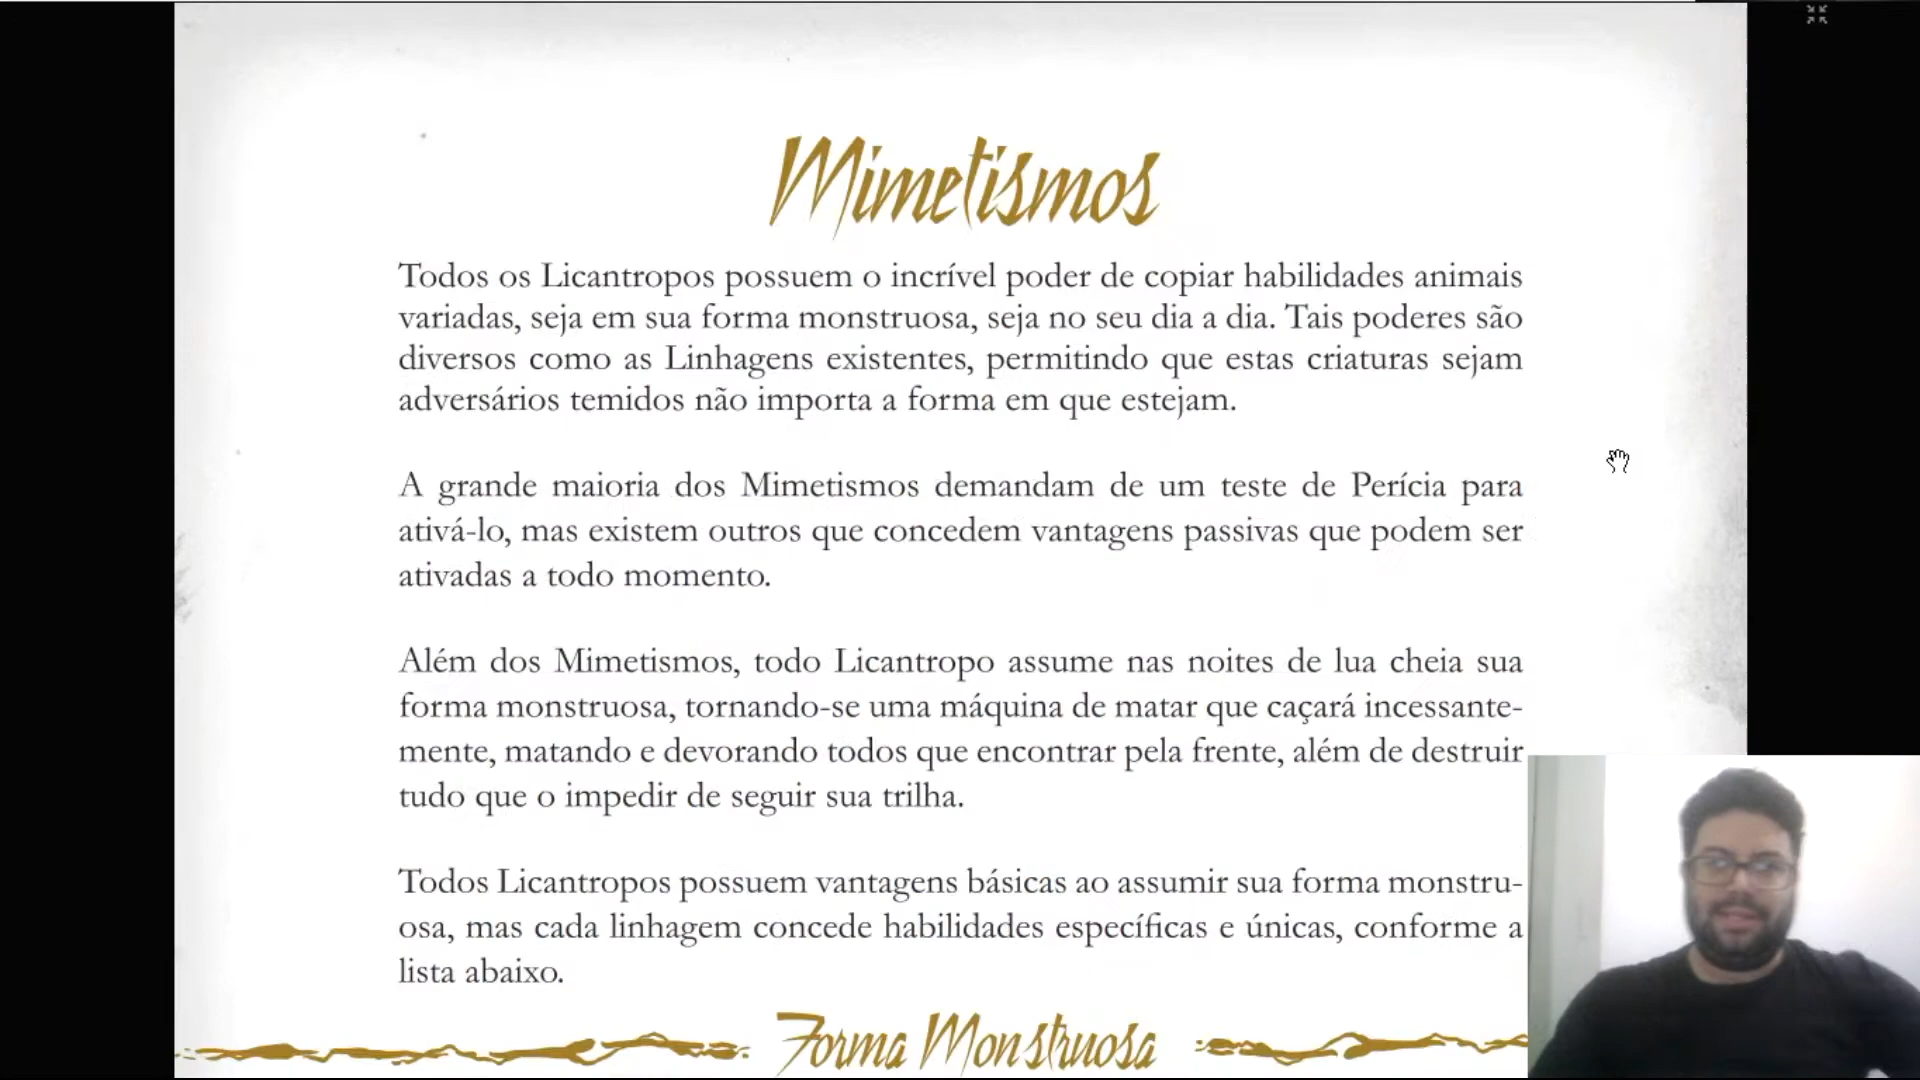 Mimetismos
Todos os Licantropos possuem o incrível poder de copiar habilidades animais
variadas, seja em sua forma monstruosa, seja no seu dia a dia. Tais poderes são
diversos como as Linhagens existentes, permitindo que estas criaturas sejam
adversários temidos não importa a forma em que estejam.
A grande maioria dos Mimetismos demandam de um teste de Perícia para
ativá-lo, mas existem outros que concedem vantagens passivas que podem ser
ativadas a todo momento.
Além dos Mimetismos, todo Licantropo assume nas noites de lua cheia sua
forma monstruosa, tornando-se uma máquina de matar que caçará incessante-
mente, matando e devorando todos que encontrar pela frente, além de destruir
tudo que o impedir de seguir sua trilha.
Todos Licantropos possuem vantagens básicas ao assumir sua forma monstru-
osa, mas cada linhagem concede habilidades específicas e únicas, conforme a
lista abaixo.
Forma Monstruosa